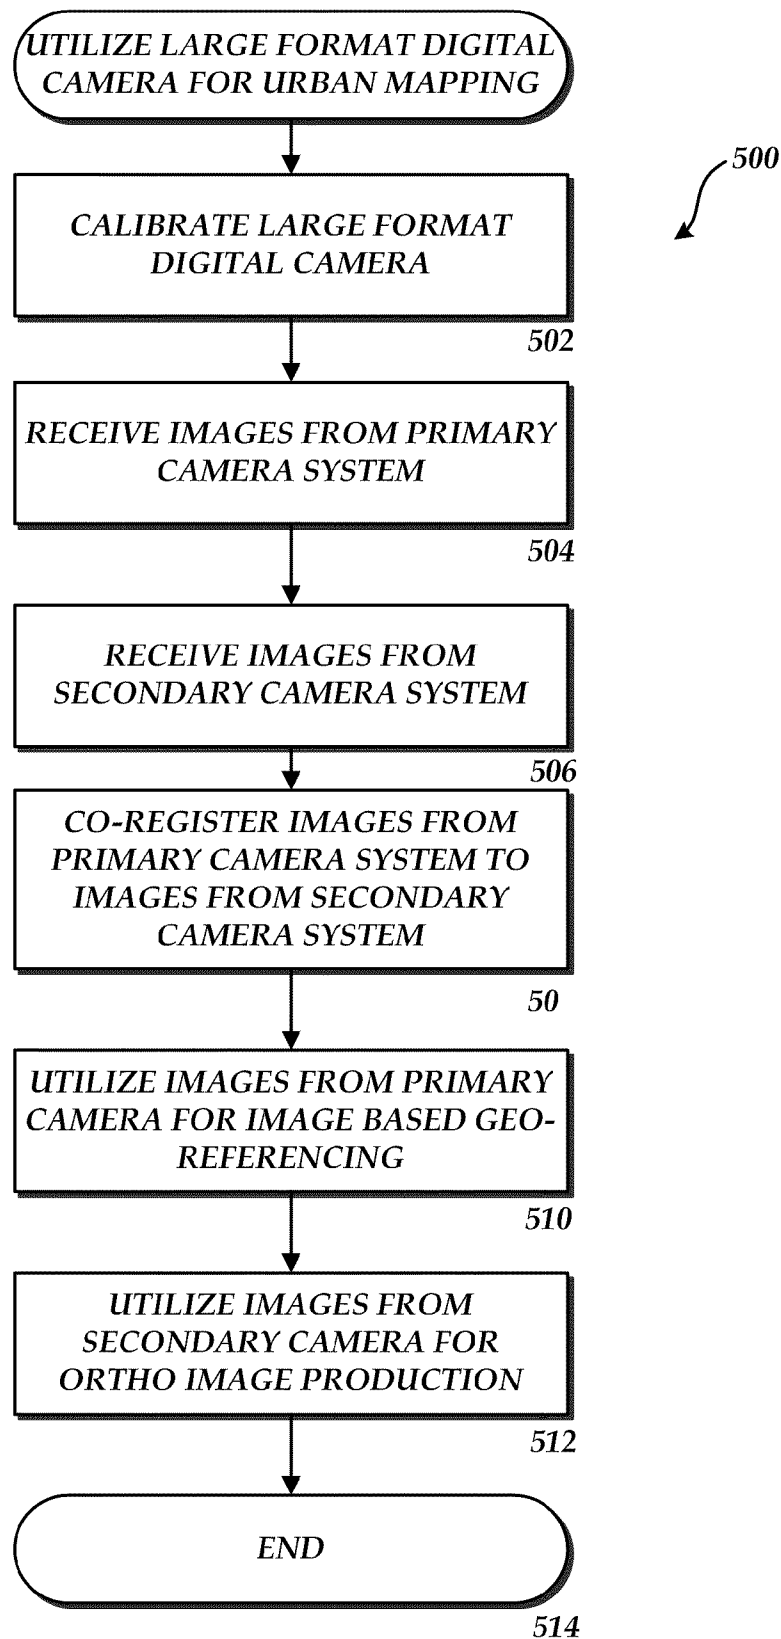 UTILIZE LARGE FORMAT DIGITAL
CAMERA FOR URBAN MAPPING
500
CALIBRATE LARGE FORMAT
DIGITAL CAMERA
502
RECEIVE IMAGES FROM PRIMARY
CAMERA SYSTEM
504
RECEIVE IMAGES FROM
SECONDARY CAMERA SYSTEM
506
CO-REGISTER IMAGES FROM
PRIMARY CAMERA SYSTEM TO
IMAGES FROM SECONDARY
CAMERA SYSTEM
50
UTILIZE IMAGES FROM PRIMARY
CAMERA FOR IMAGE BASED GEO-
REFERENCING
510
UTILIZE IMAGES FROM
SECONDARY CAMERA FOR
ORTHO IMAGE PRODUCTION
512
END
514